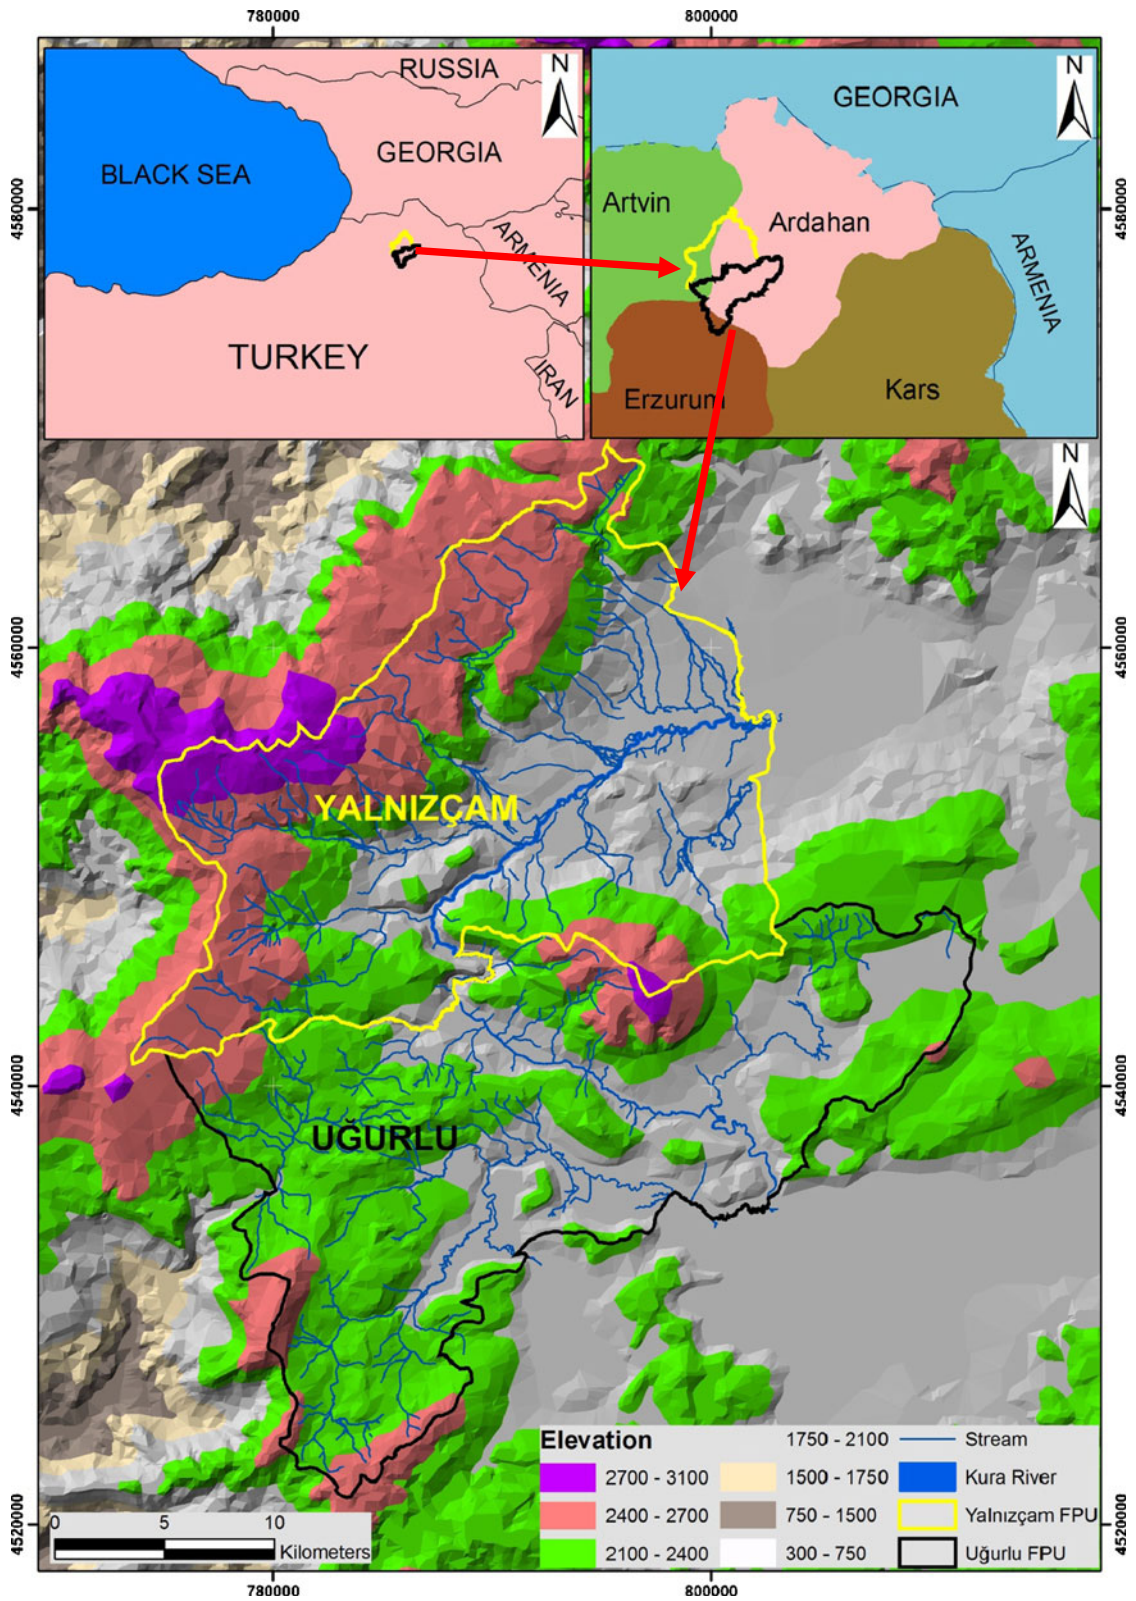 780000
800000
RUSSIA
N
GEORGIA
BLACK SEA
ARMENIA
TURKEY
IRAN
N
GEORGIA
Artvin
Ardahan
ARMENIA
Erzurum
Kars
4580000
4580000
N
4560000
4560000
YALNIZÇAM
4540000
4540000
UĞURLU
Elevation
2700 - 3100
2400 - 2700
2100 - 2400
1750 - 2100
1500 - 1750
750 - 1500
300 - 750
Stream
Kura River
Yalnızçam FPU
Uğurlu FPU
0 5 10
Kilometers
4520000
4520000
780000
800000